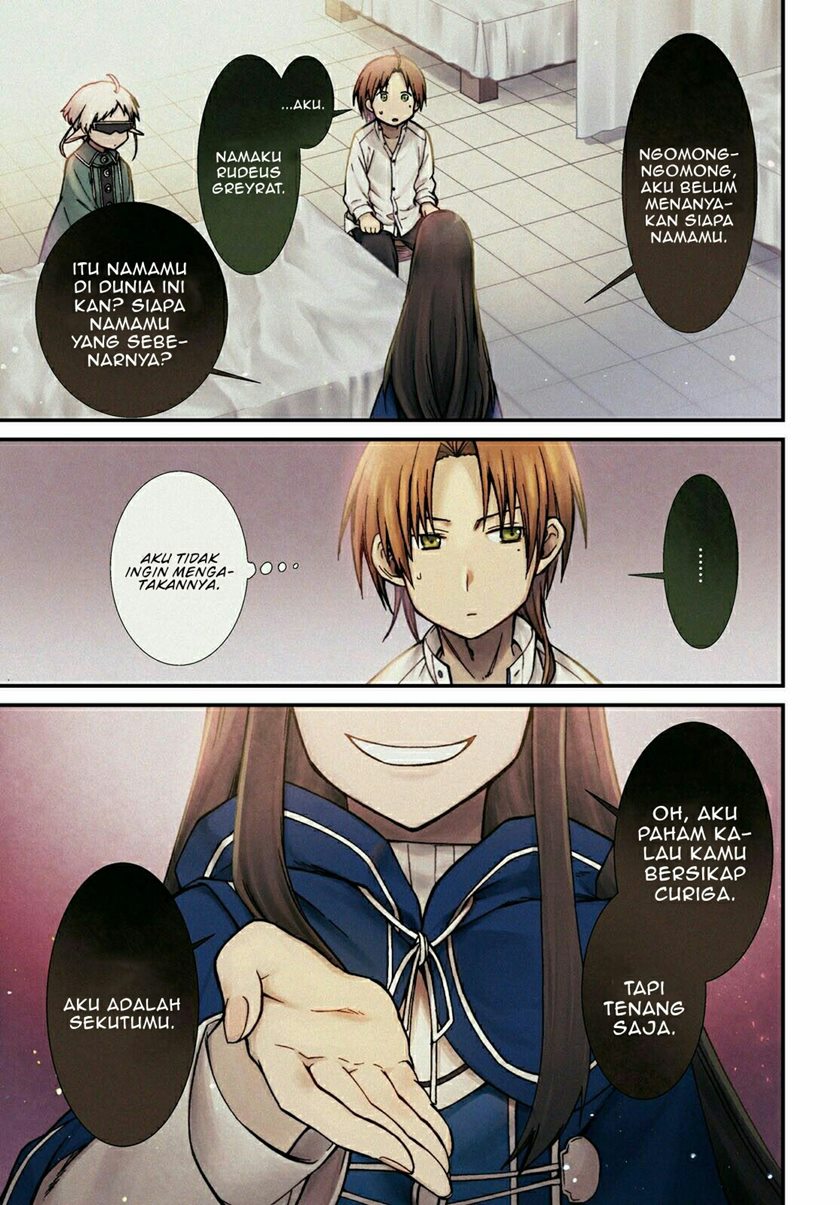 NGOMONG-
NGOMONG,
AKU BELUM
MENANYA-
KAN SIAPA
NAMAMU.
...AKU.
NAMAKU
RUDEUS
GREYRAT.
ITU NAMAMU
DI DUNIA INI
KAN? SIAPA
NAMAMU
YANG SEBE-
NARNYA?
.......
AKU TIDAK
INGIN MENGA-
TAKANNYA.
OH, AKU
PAHAM KA-
LAU KAMU
BERSIKAP
CURIGA.
TAPI
TENANG
SAJA.
AKU ADALAH
SEKUTUMU.